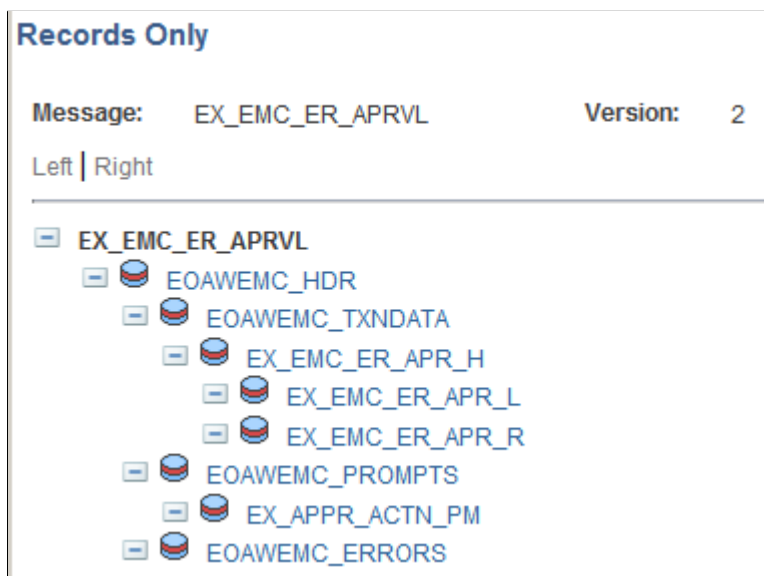 Records Only
Message: EX_EMC_ER_APRVL Version: 2
Left | Right
EX_EMC_ER_APRVL
EOAWEMC_HDR
EOAWEMC_TXNDATA
EX_EMC_ER_APR_H
EX_EMC_ER_APR_L
EX_EMC_ER_APR_R
EOAWEMC_PROMPTS
EX_APPR_ACTN_PM
EOAWEMC_ERRORS